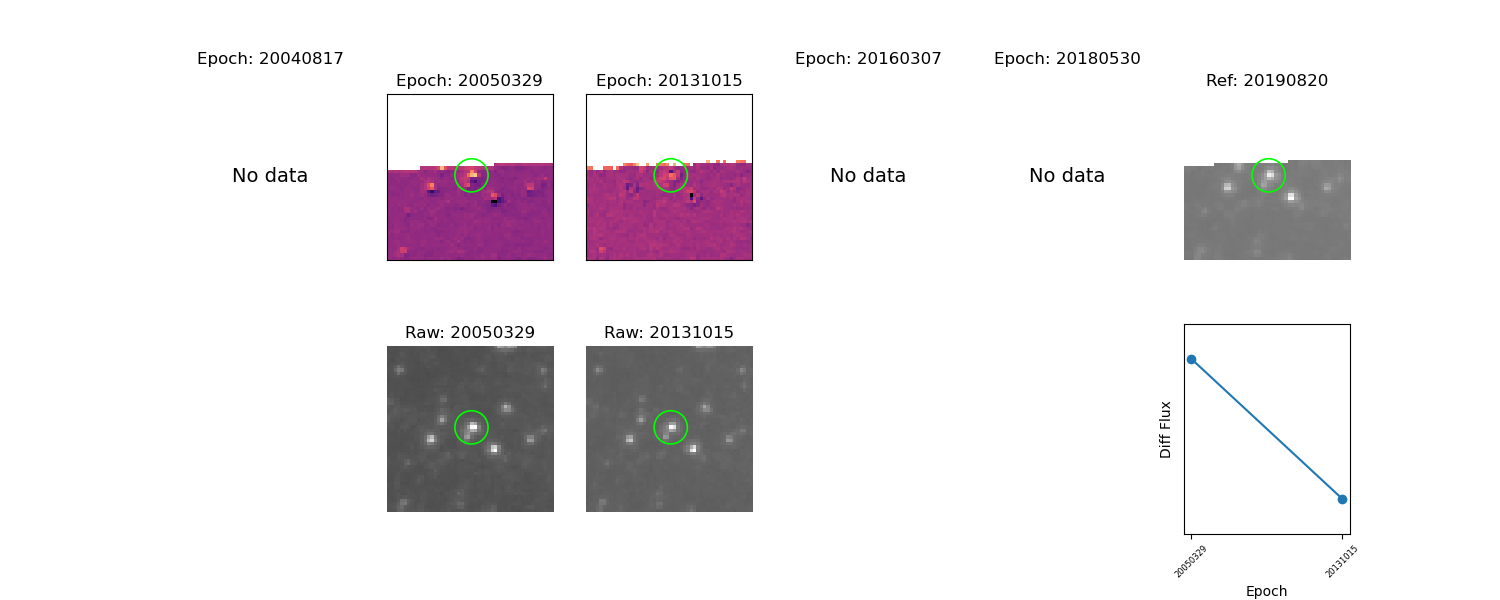 Epoch: 20040817
Epoch: 20160307
Epoch: 20180530
Epoch: 20050329
Epoch: 20131015
Ref: 20190820
No data
No data
No data
Raw: 20050329
Raw: 20131015
Diff Flux
20050329
20131015
Epoch